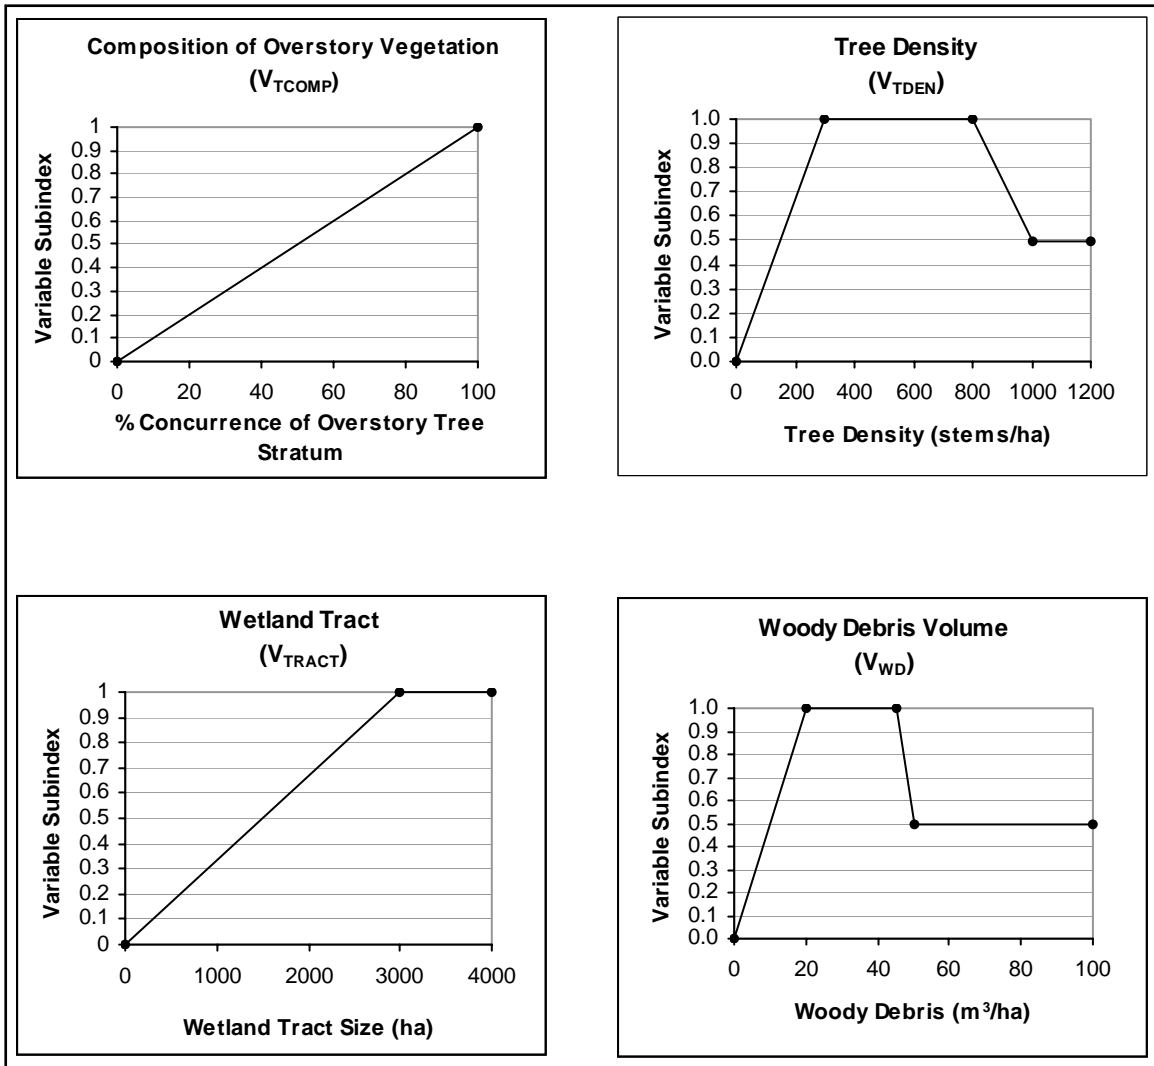 Composition of Overstory Vegetation
(VTCOMP)
Variable Subindex
1
0.9
0.8
0.7
0.6
0.5
0.4
0.3
0.2
0.1
0
0 20 40 60 80 100
% Concurrence of Overstory Tree
Stratum
Tree Density
(VTDEN)
Variable Subindex
1.0
0.9
0.8
0.7
0.6
0.5
0.4
0.3
0.2
0.1
0.0
0 200 400 600 800 1000 1200
Tree Density (stems/ha)
Wetland Tract
(VTRACT)
Variable Subindex
1
0.9
0.8
0.7
0.6
0.5
0.4
0.3
0.2
0.1
0
0 1000 2000 3000 4000
Wetland Tract Size (ha)
Woody Debris Volume
(VWD)
Variable Subindex
1.0
0.9
0.8
0.7
0.6
0.5
0.4
0.3
0.2
0.1
0.0
0 20 40 60 80 100
Woody Debris (m³/ha)